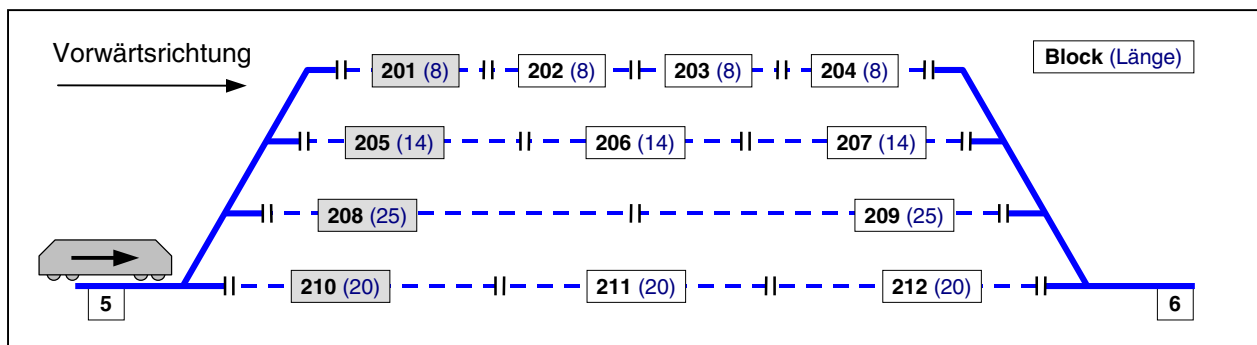 Vorwärtsrichtung
Block (Länge)
201 (8) 202 (8) 203 (8) 204 (8)
205 (14) 206 (14) 207 (14)
208 (25) 209 (25)
210 (20) 211 (20) 212 (20)
5 6